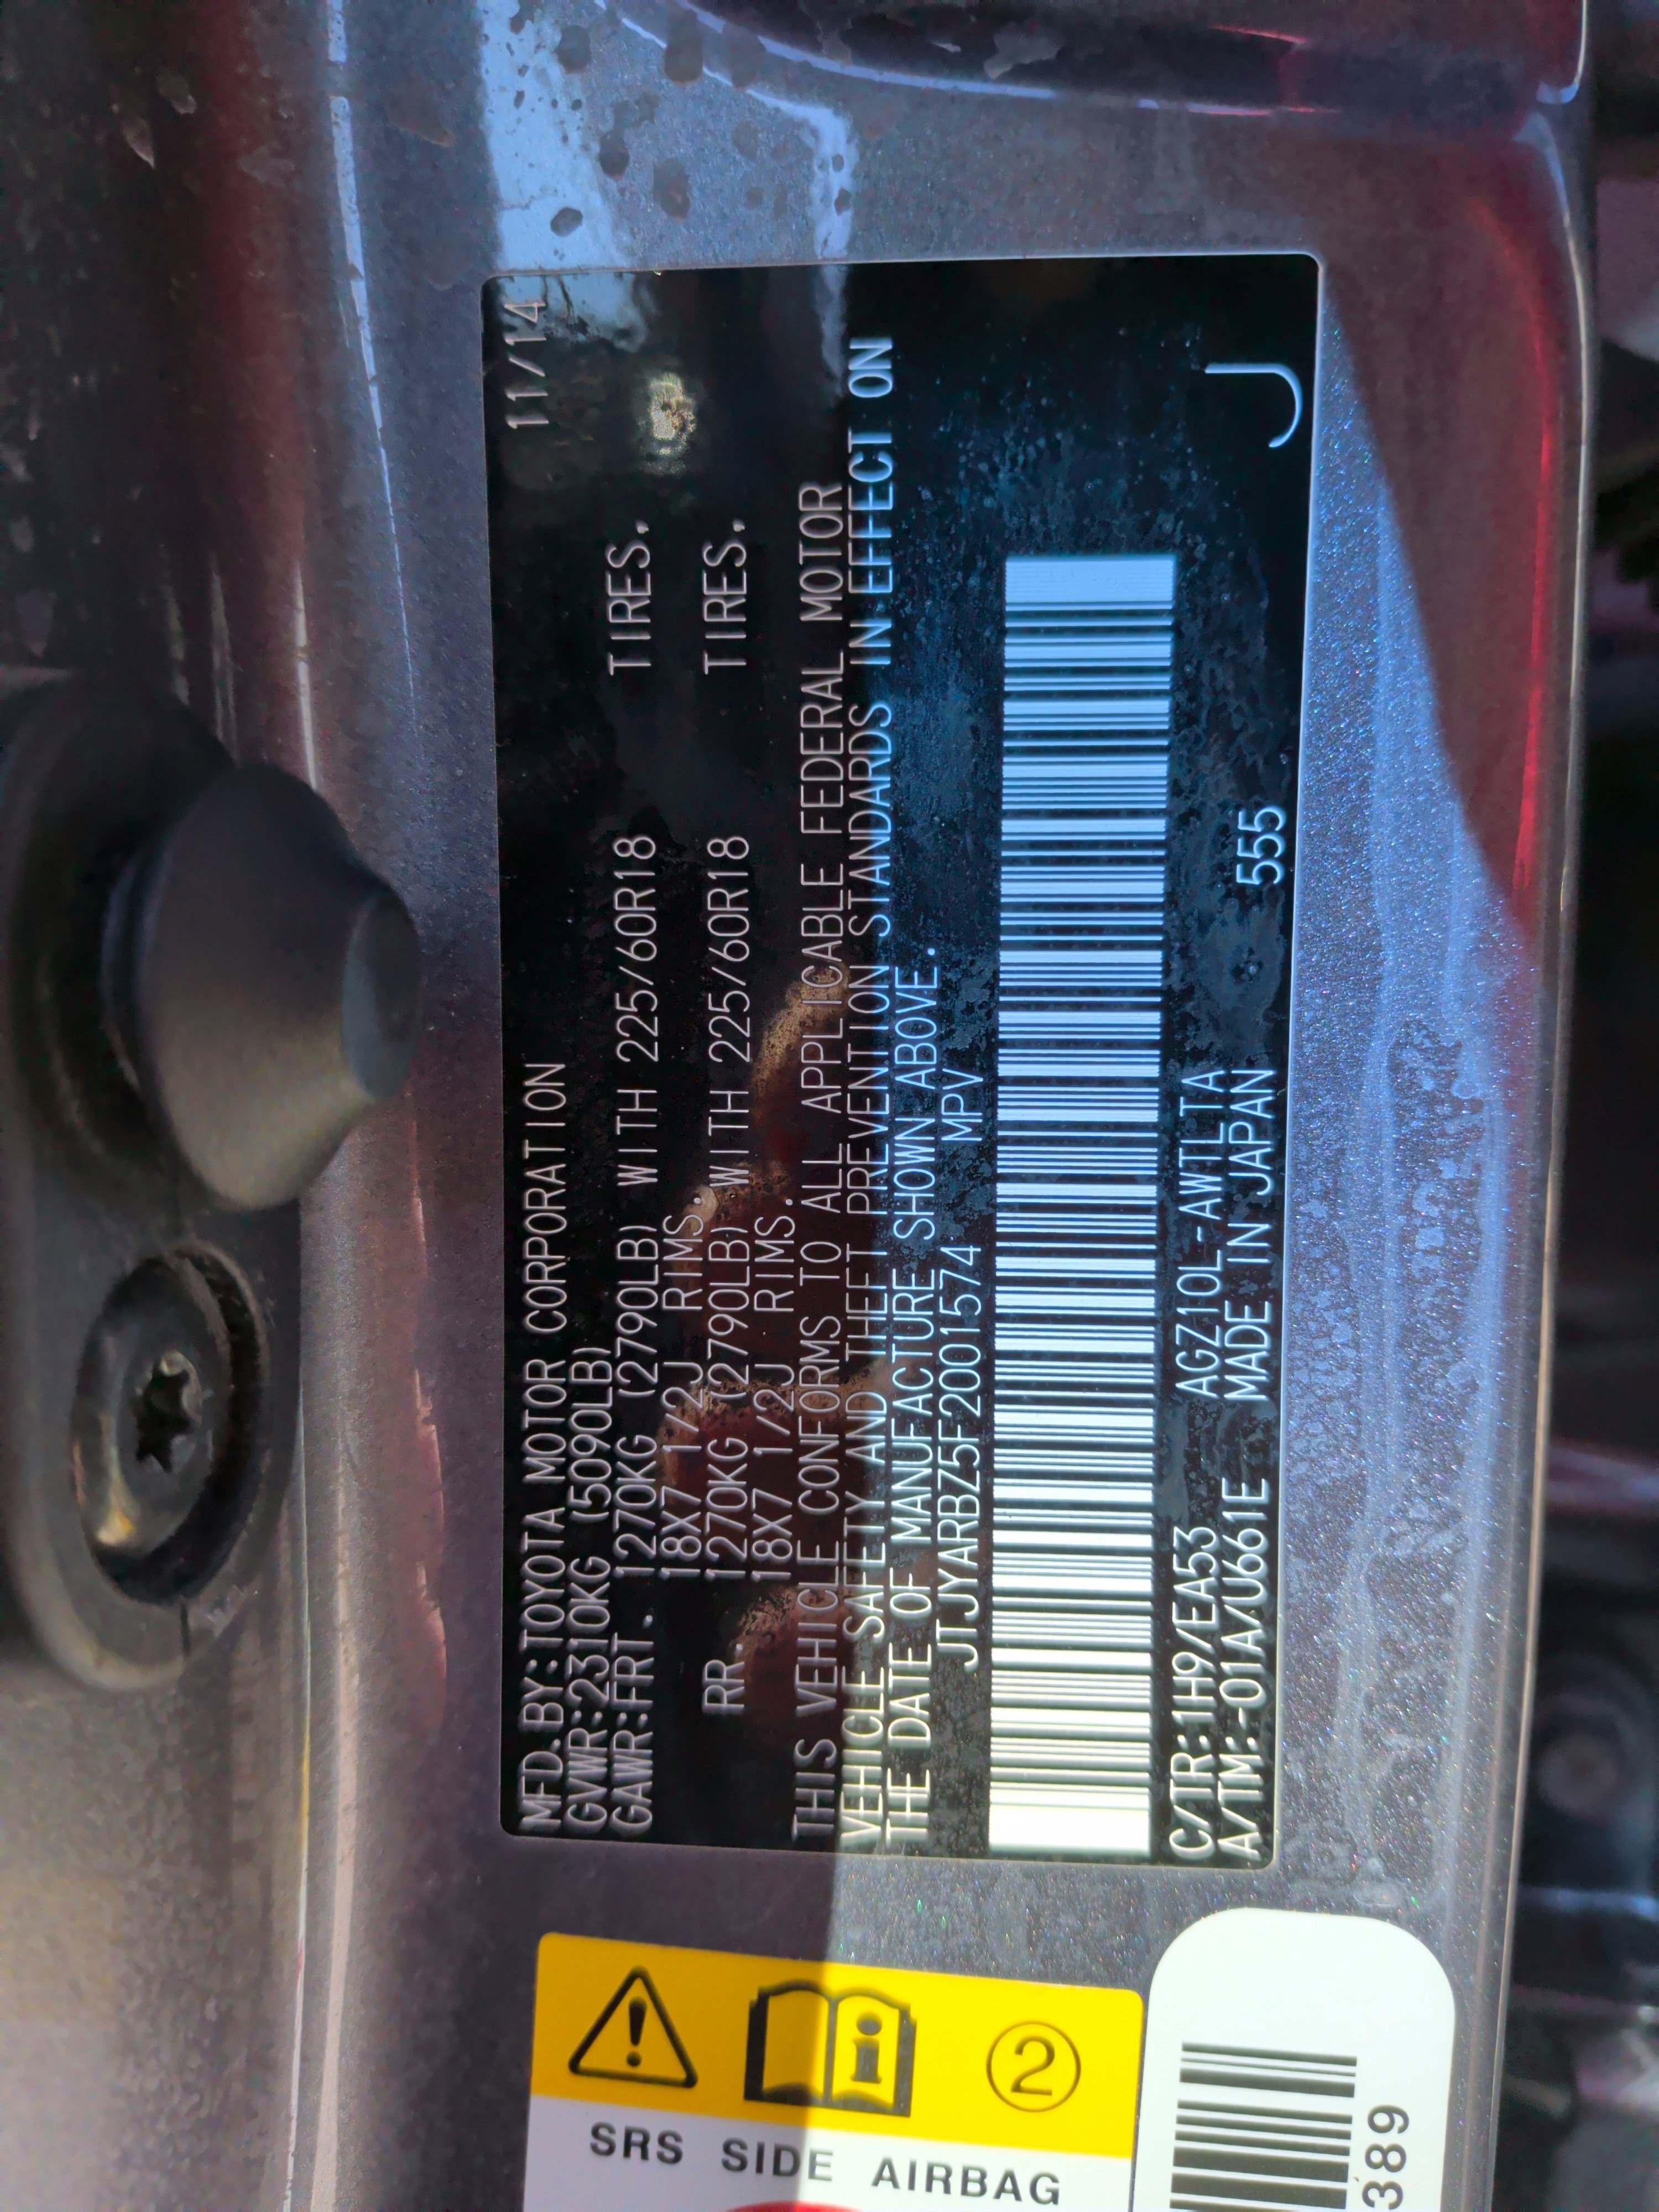 MFD.BY:TOYOTA MOTOR CORPORATION 11/14
GVWR:2310KG (5090LB)
GAWR:FRT. 1270KG (2790LB) WITH 225/60R18 TIRES,
18X7 1/2J RIMS.
RR. 1270KG (2790LB) WITH 225/60R18 TIRES,
18X7 1/2J RIMS.
THIS VEHICLE CONFORMS TO ALL APPLICABLE FEDERAL MOTOR
VEHICLE SAFETY AND THEFT PREVENTION STANDARDS IN EFFECT ON
THE DATE OF MANUFACTURE SHOWN ABOVE.
JTJYARBZ5F2001574 MPV
C/TR:1H9/EA53 AGZ10L-AWTLTA
A/TM:-01A/U661E MADE IN JAPAN 555 J
2
SRS SIDE AIRBAG
389